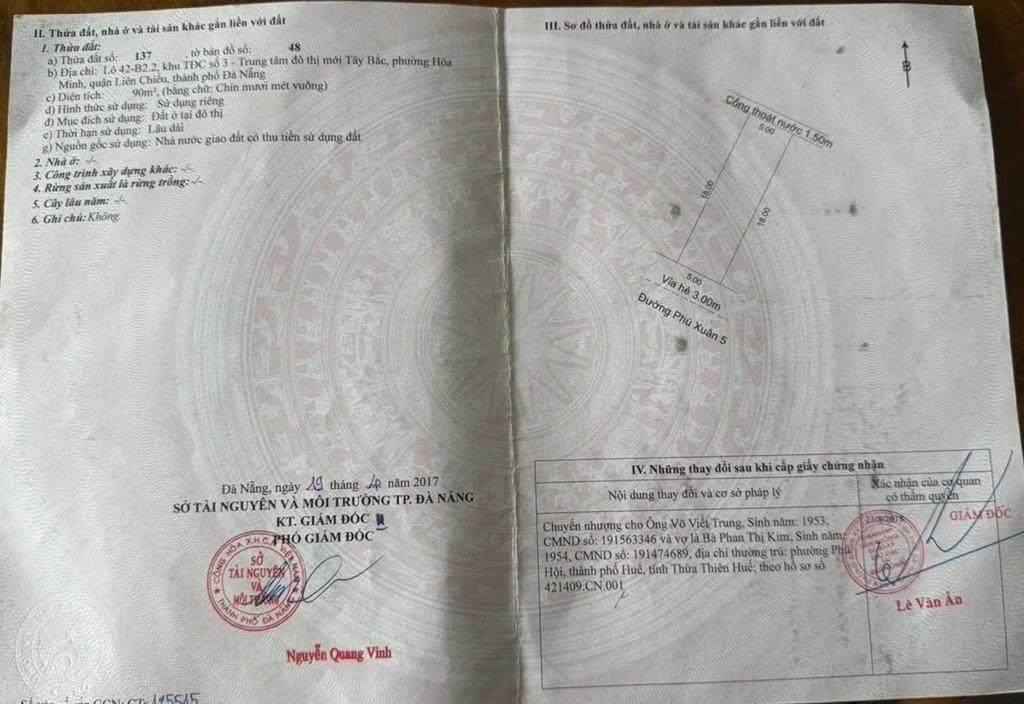 II. Thửa đất, nhà ở và tài sản khác gắn liền với đất
1. Thửa đất:
a) Thửa đất số: 137 , tờ bản đồ số: 48
b) Địa chỉ: Lô 42-B2.2, khu TĐC số 3 - Trung tâm đô thị mới Tây Bắc, phường Hòa
Minh, quận Liên Chiểu, thành phố Đà Nẵng
c) Diện tích: 90m², (bằng chữ: Chín mươi mét vuông)
d) Hình thức sử dụng: Sử dụng riêng
đ) Mục đích sử dụng: Đất ở tại đô thị
e) Thời hạn sử dụng: Lâu dài
g) Nguồn gốc sử dụng: Nhà nước giao đất có thu tiền sử dụng đất
2. Nhà ở: -/-
3. Công trình xây dựng khác: -/-
4. Rừng sản xuất là rừng trồng: -/-
5. Cây lâu năm: -/-
6. Ghi chú: Không.
Đà Nẵng, ngày 19 tháng năm 2017
SỞ TÀI NGUYÊN VÀ MÔI TRƯỜNG TP. ĐÀ NẴNG
KT. GIÁM ĐỐC
PHÓ GIÁM ĐỐC
CỘNG HÒA X.H.C.N VIỆT NAM
SỞ
TÀI NGUYÊN
VÀ
MÔI TRƯỜNG
THÀNH PHỐ ĐÀ NẴNG
Nguyễn Quang Vinh
III. Sơ đồ thửa đất, nhà ở và tài sản khác gắn liền với đất
B
Cống thoát nước 1.50m
5.00
18.00
18.00
5.00
Vỉa hè 3.00m
Đường Phú Xuân 5
IV. Những thay đổi sau khi cấp giấy chứng nhận
Nội dung thay đổi và cơ sở pháp lý
Xác nhận của cơ quan
có thẩm quyền
Chuyển nhượng cho Ông Võ Viết Trung, Sinh năm: 1953,
CMND số: 191563346 và vợ là Bà Phan Thị Kim, Sinh năm:
1954, CMND số: 191474689, địa chỉ thường trú: phường Phú
Hội, thành phố Huế, tỉnh Thừa Thiên Huế; theo hồ sơ số
421409.CN.001
GIÁM ĐỐC
Lê Văn Ân